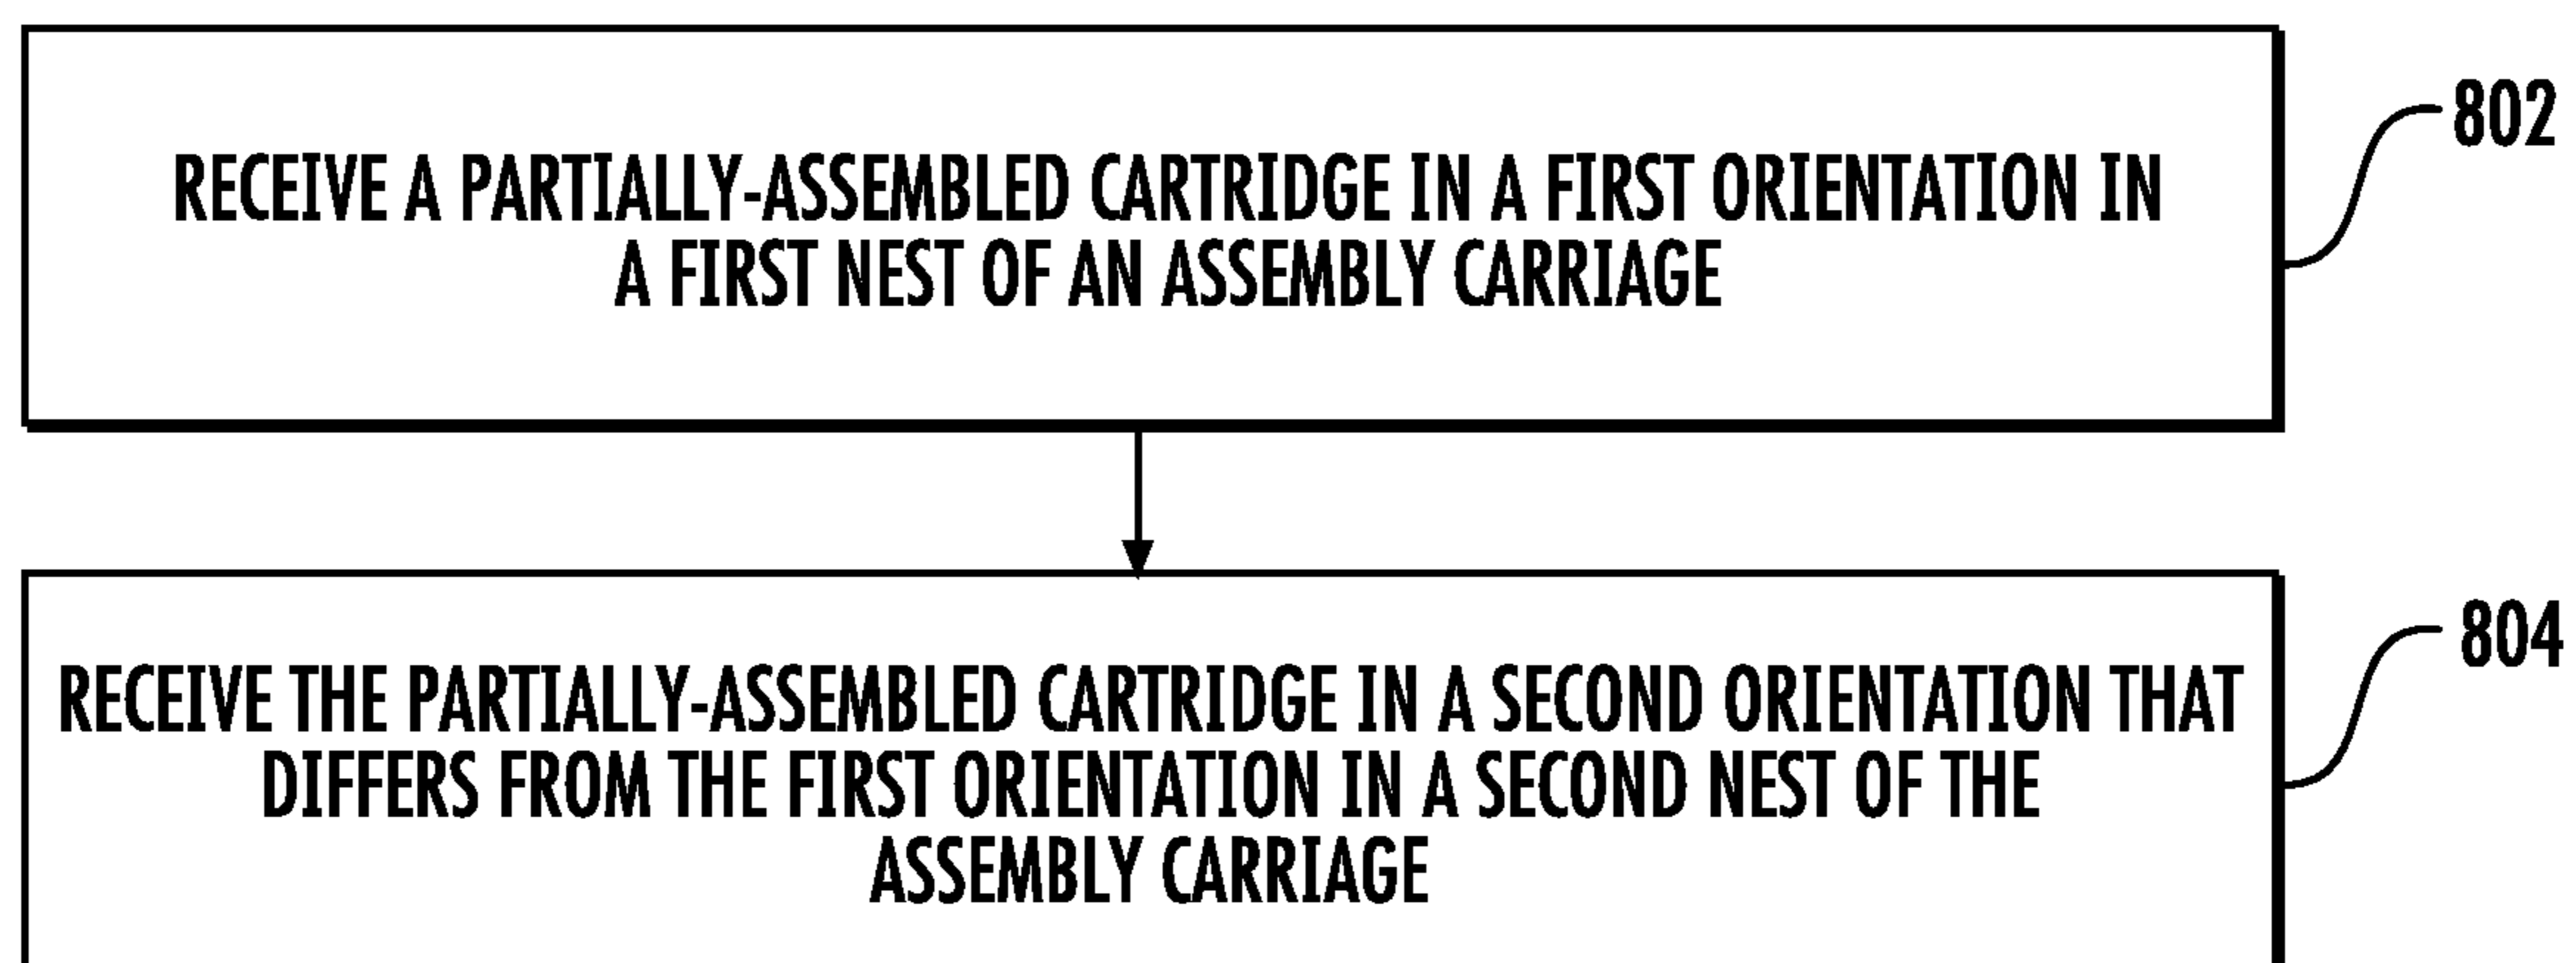 RECEIVE A PARTIALLY-ASSEMBLED CARTRIDGE IN A FIRST ORIENTATION IN
A FIRST NEST OF AN ASSEMBLY CARRIAGE
802
RECEIVE THE PARTIALLY-ASSEMBLED CARTRIDGE IN A SECOND ORIENTATION THAT
DIFFERS FROM THE FIRST ORIENTATION IN A SECOND NEST OF THE
ASSEMBLY CARRIAGE
804